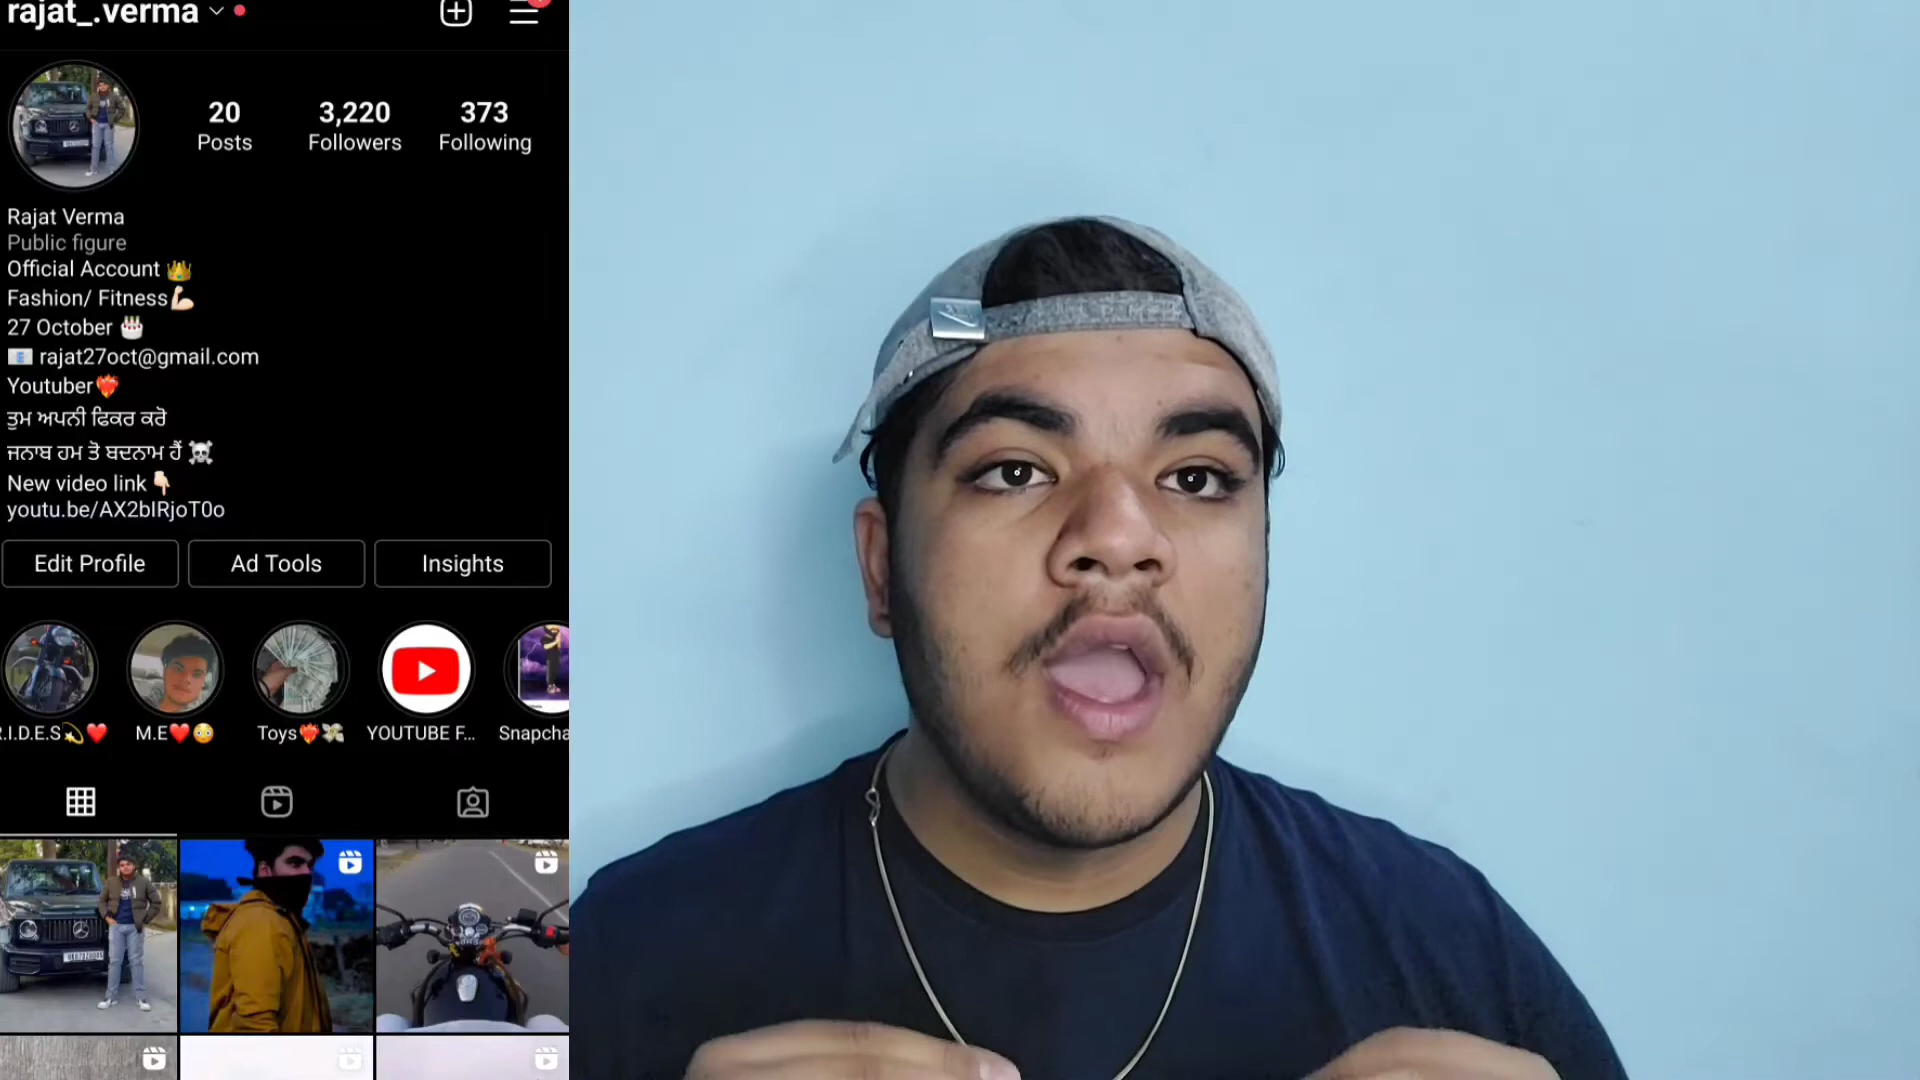 rajat_.verma
20
Posts
3,220
Followers
373
Following
Rajat Verma
Public figure
Official Account 👑
Fashion/ Fitness💪🏻
27 October 🎂
📧 rajat27oct@gmail.com
Youtuber❤️‍🔥
ਤੁਮ ਅਪਨੀ ਫਿਕਰ ਕਰੋ
ਜਨਾਬ ਹਮ ਤੋ ਬਦਨਾਮ ਹੈਂ ☠️
New video link👇🏻
youtu.be/AX2bIRjoT0o
Edit Profile
Ad Tools
Insights
.I.D.E.S💫❤️
M.E❤️😳
Toys❤️‍🔥💸
YOUTUBE F...
Snapcha